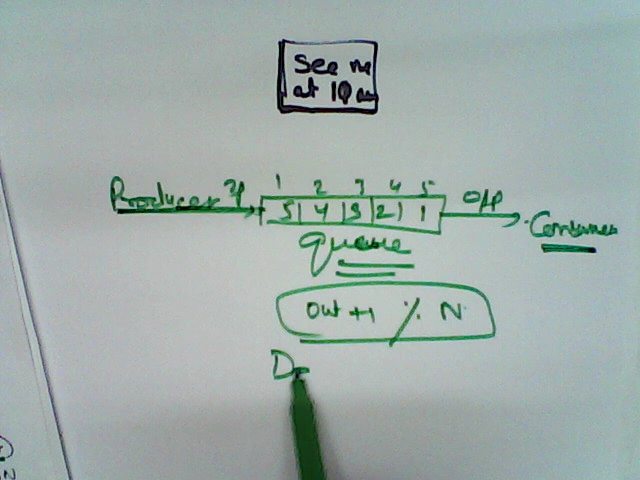 See me
at 10 am
Producer I/p
1 2 3 4 5
5 4 3 2 1
O/p
Consumer
queue
out +1 % N
D